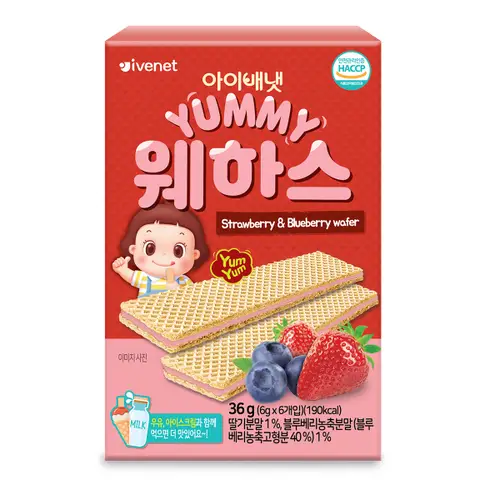 ivenet
아이배냇
YUMMY
웨하스
Strawberry & Blueberry wafer
HACCP
Yum
Yum
이미지 사진
MILK
우유, 아이스크림과 함께
먹으면 더 맛있어요~!
36 g (6g x 6개입)(190kcal)
딸기분말 1 %, 블루베리농축분말 (블루
베리농축고형분 40 %) 1 %